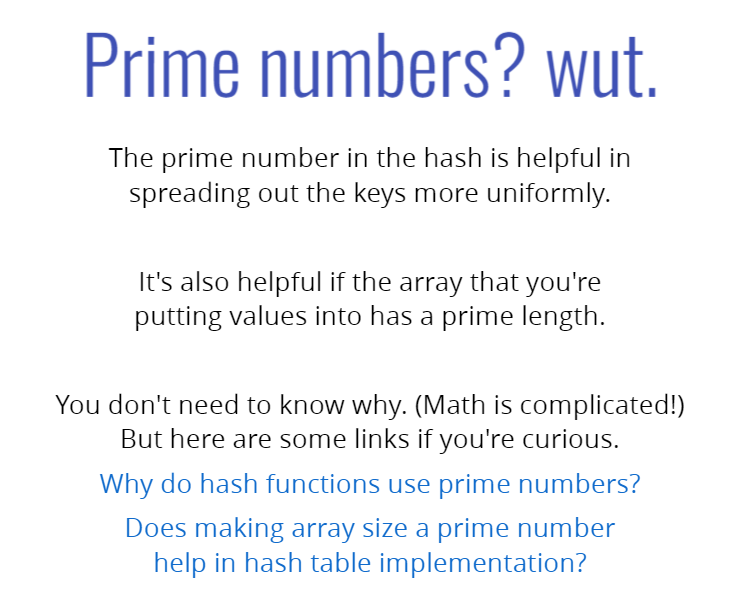 Prime numbers? wut.
The prime number in the hash is helpful in
spreading out the keys more uniformly.
It's also helpful if the array that you're
putting values into has a prime length.
You don't need to know why. (Math is complicated!)
But here are some links if you're curious.
Why do hash functions use prime numbers?
Does making array size a prime number
help in hash table implementation?